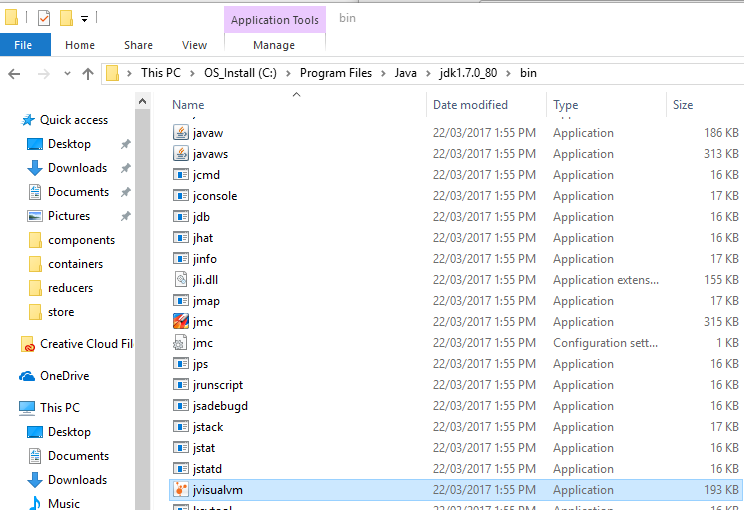 Application Tools bin
File Home Share View Manage
This PC OS_Install (C:) Program Files Java jdk1.7.0_80 bin
Name Date modified Type Size
Quick access
Desktop
Downloads
Documents
Pictures
components
containers
reducers
store
Creative Cloud Fil
OneDrive
This PC
Desktop
Documents
Downloads
Music
javaw 22/03/2017 1:55 PM Application 186 KB
javaws 22/03/2017 1:55 PM Application 313 KB
jcmd 22/03/2017 1:55 PM Application 16 KB
jconsole 22/03/2017 1:55 PM Application 17 KB
jdb 22/03/2017 1:55 PM Application 16 KB
jhat 22/03/2017 1:55 PM Application 16 KB
jinfo 22/03/2017 1:55 PM Application 17 KB
jli.dll 22/03/2017 1:55 PM Application extens... 155 KB
jmap 22/03/2017 1:55 PM Application 17 KB
jmc 22/03/2017 1:55 PM Application 315 KB
jmc 22/03/2017 1:55 PM Configuration sett... 1 KB
jps 22/03/2017 1:55 PM Application 16 KB
jrunscript 22/03/2017 1:55 PM Application 16 KB
jsadebugd 22/03/2017 1:55 PM Application 16 KB
jstack 22/03/2017 1:55 PM Application 17 KB
jstat 22/03/2017 1:55 PM Application 16 KB
jstatd 22/03/2017 1:55 PM Application 16 KB
jvisualvm 22/03/2017 1:55 PM Application 193 KB